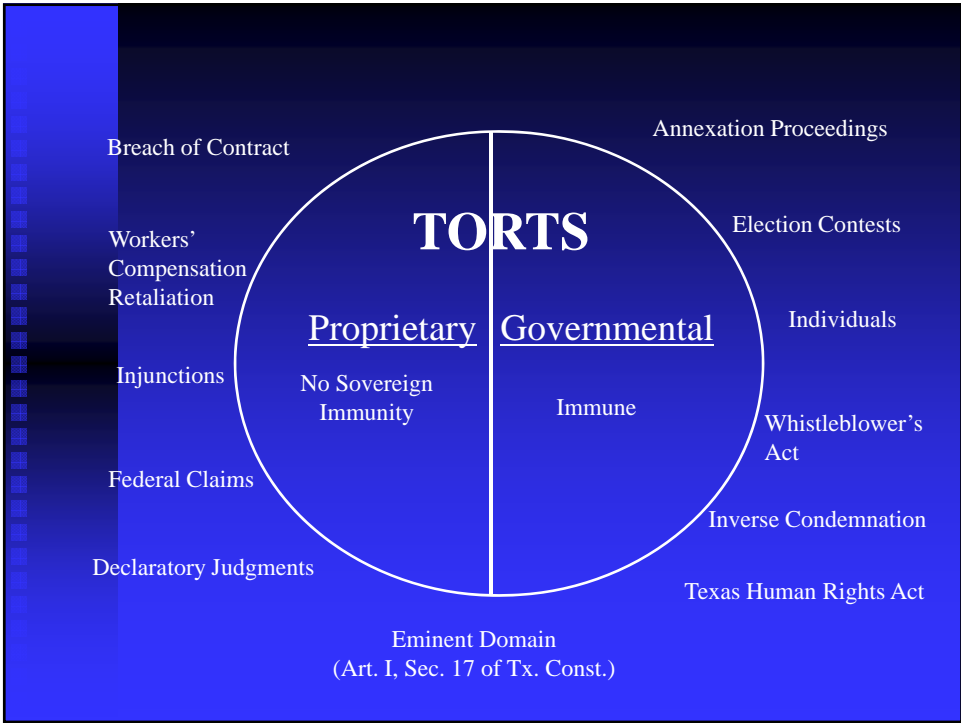 Annexation Proceedings
Breach of Contract
TORTS
Election Contests
Workers’
Compensation
Retaliation
Individuals
Proprietary Governmental
Injunctions
No Sovereign
Immunity
Immune
Whistleblower’s
Act
Federal Claims
Inverse Condemnation
Declaratory Judgments
Texas Human Rights Act
Eminent Domain
(Art. I, Sec. 17 of Tx. Const.)